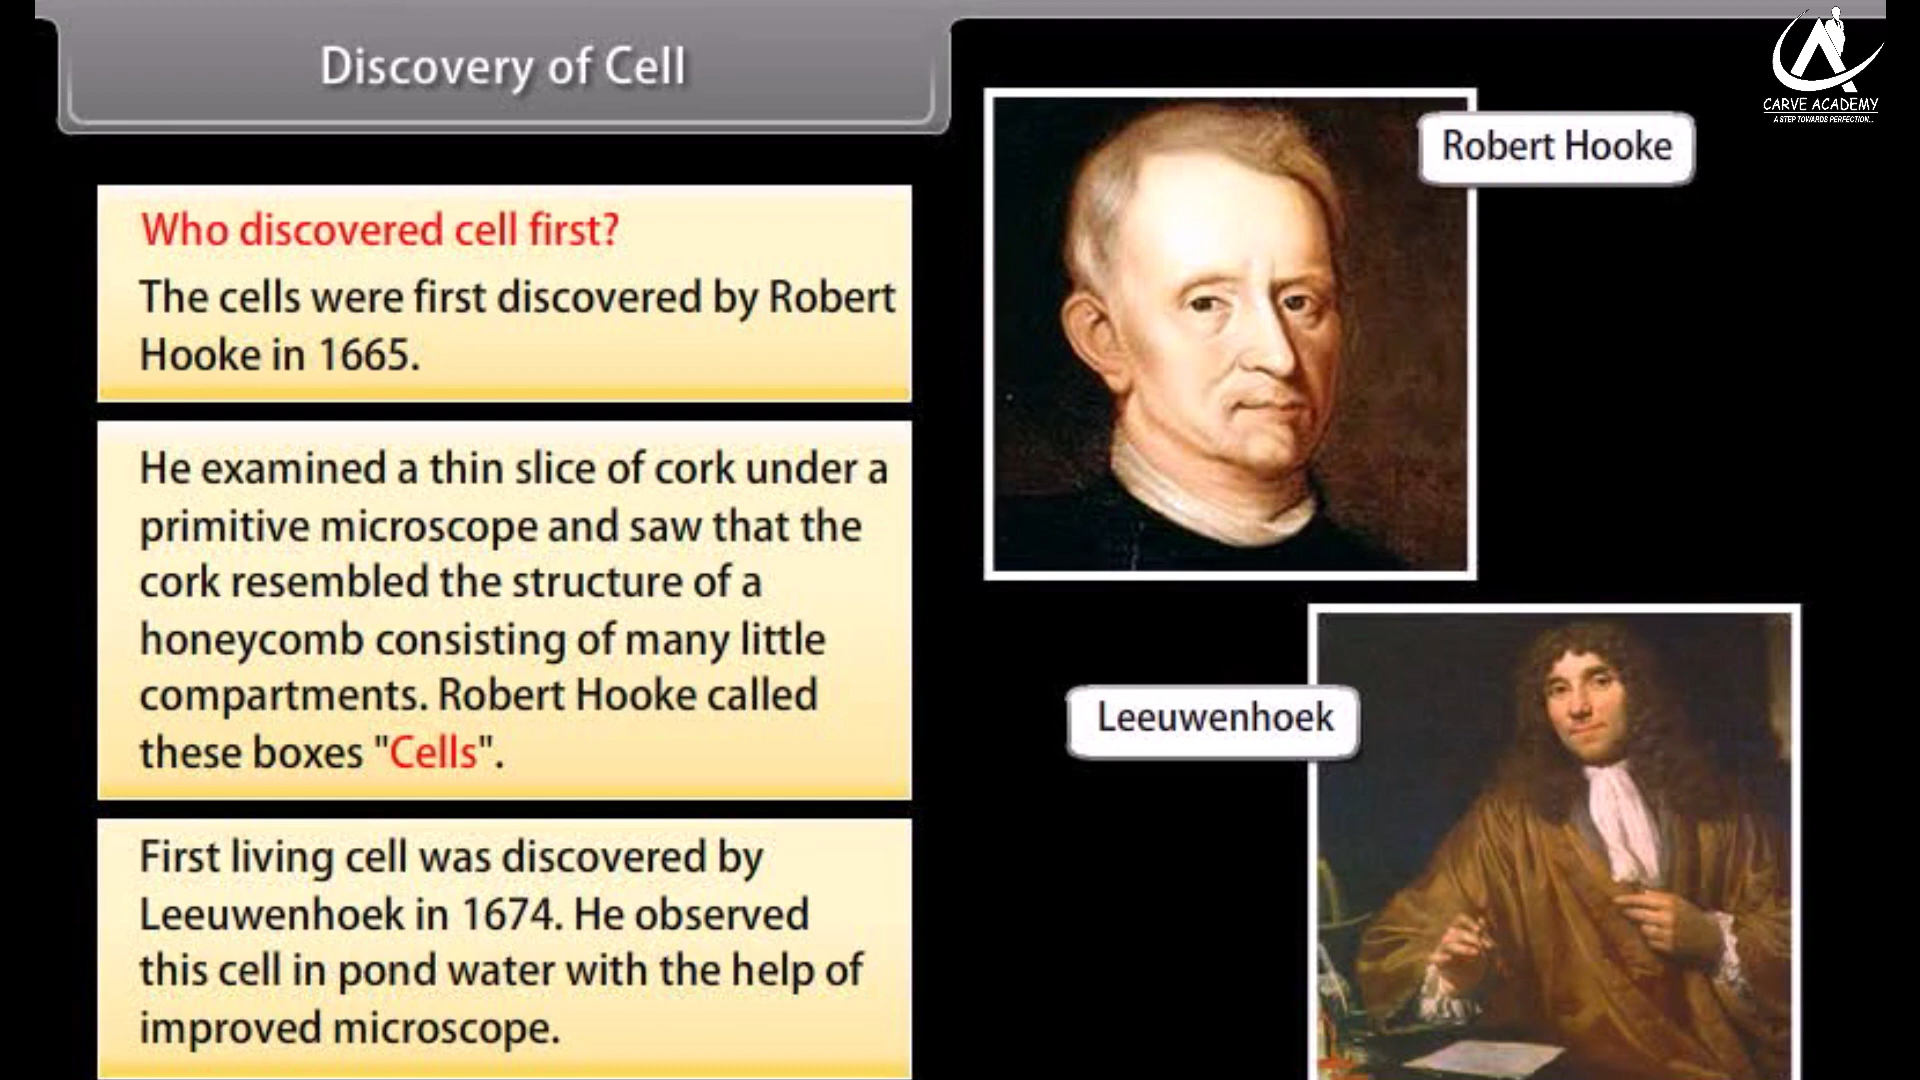 Discovery of Cell
CARVE ACADEMY
A STEP TOWARDS PERFECTION...
Robert Hooke
Who discovered cell first?
The cells were first discovered by Robert
Hooke in 1665.
He examined a thin slice of cork under a
primitive microscope and saw that the
cork resembled the structure of a
honeycomb consisting of many little
compartments. Robert Hooke called
these boxes "Cells".
Leeuwenhoek
First living cell was discovered by
Leeuwenhoek in 1674. He observed
this cell in pond water with the help of
improved microscope.